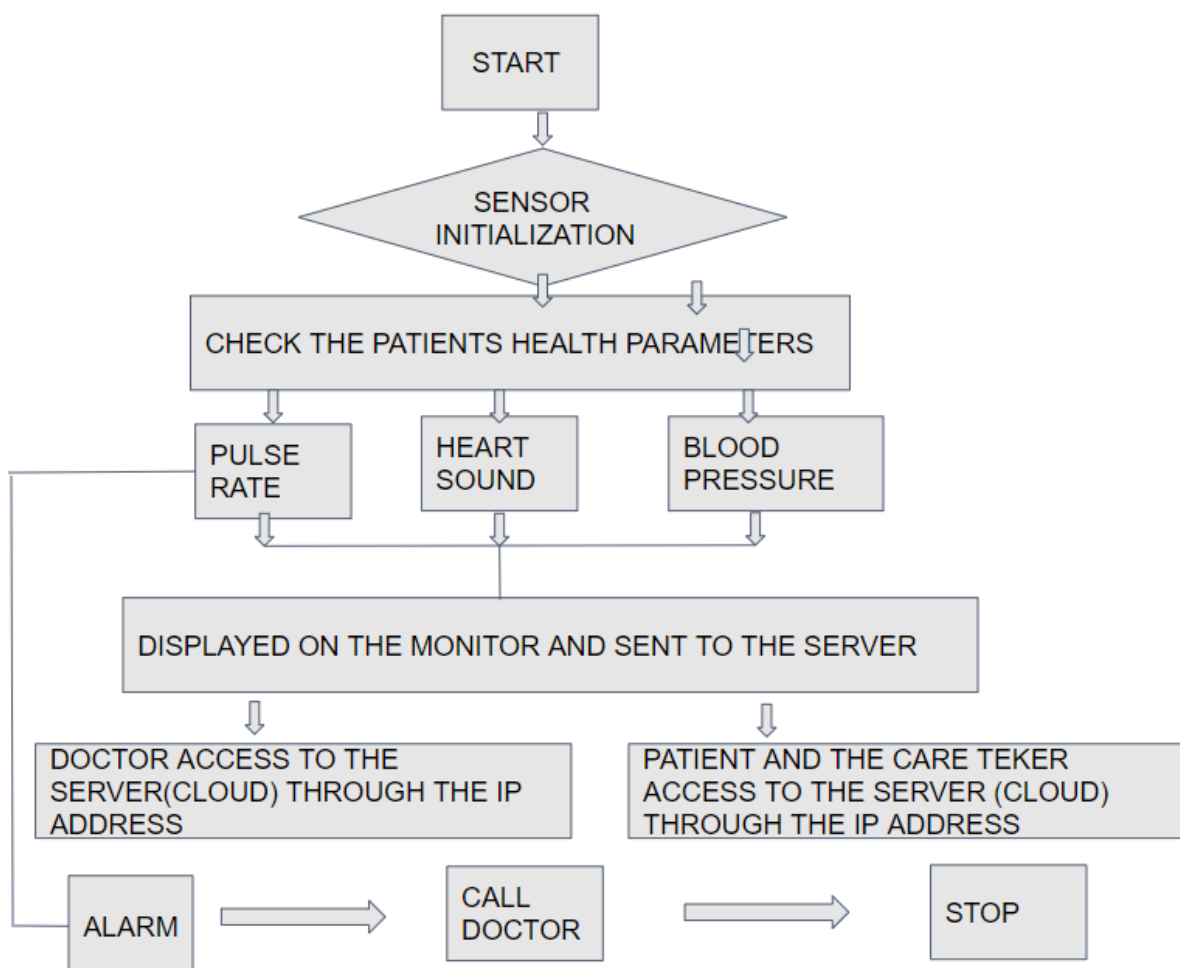 START
SENSOR
INITIALIZATION
CHECK THE PATIENTS HEALTH PARAMETERS
PULSE
RATE
HEART
SOUND
BLOOD
PRESSURE
DISPLAYED ON THE MONITOR AND SENT TO THE SERVER
DOCTOR ACCESS TO THE
SERVER(CLOUD) THROUGH THE IP
ADDRESS
PATIENT AND THE CARE TEKER
ACCESS TO THE SERVER (CLOUD)
THROUGH THE IP ADDRESS
ALARM
CALL
DOCTOR
STOP